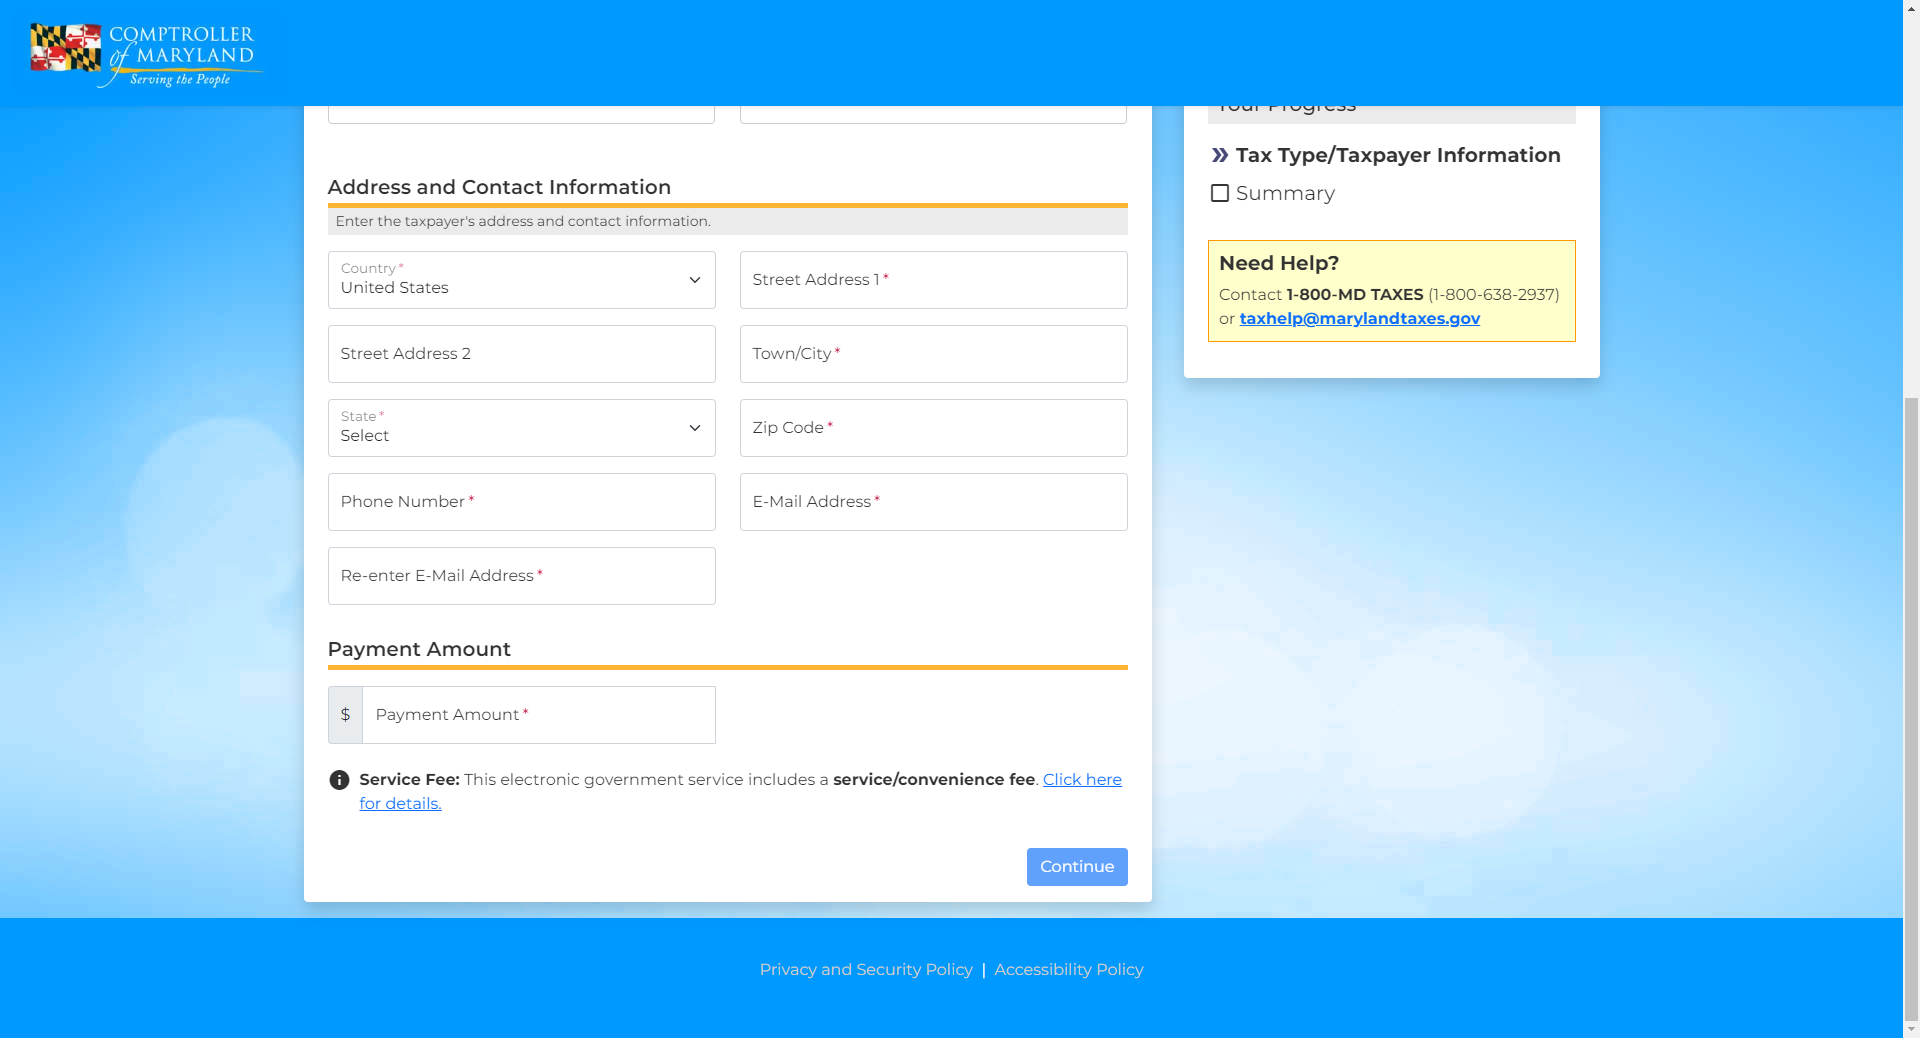 COMPTROLLER
of MARYLAND
Serving the People
Your Progress
Tax Type/Taxpayer Information
Summary
Need Help?
Contact 1-800-MD TAXES (1-800-638-2937)
or taxhelp@marylandtaxes.gov
Address and Contact Information
Enter the taxpayer's address and contact information.
Country *
United States
Street Address 1 *
Street Address 2
Town/City *
State *
Select
Zip Code *
Phone Number *
E-Mail Address *
Re-enter E-Mail Address *
Payment Amount
$ Payment Amount *
Service Fee: This electronic government service includes a service/convenience fee. Click here
for details.
Continue
Privacy and Security Policy | Accessibility Policy